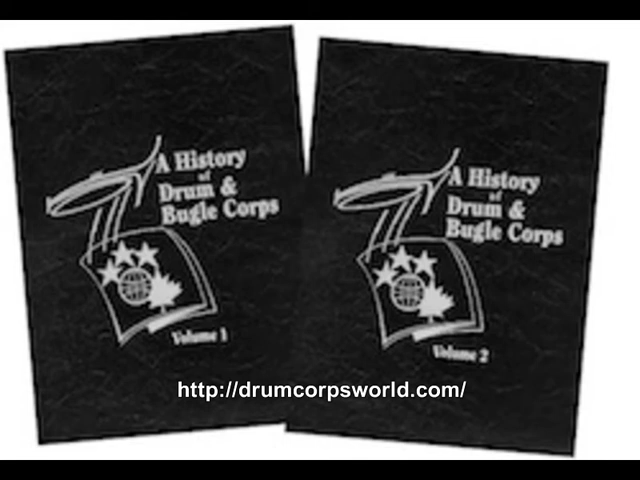 A History
of
Drum &
Bugle Corps
Volume 1
A History
of
Drum &
Bugle Corps
Volume 2
http://drumcorpsworld.com/